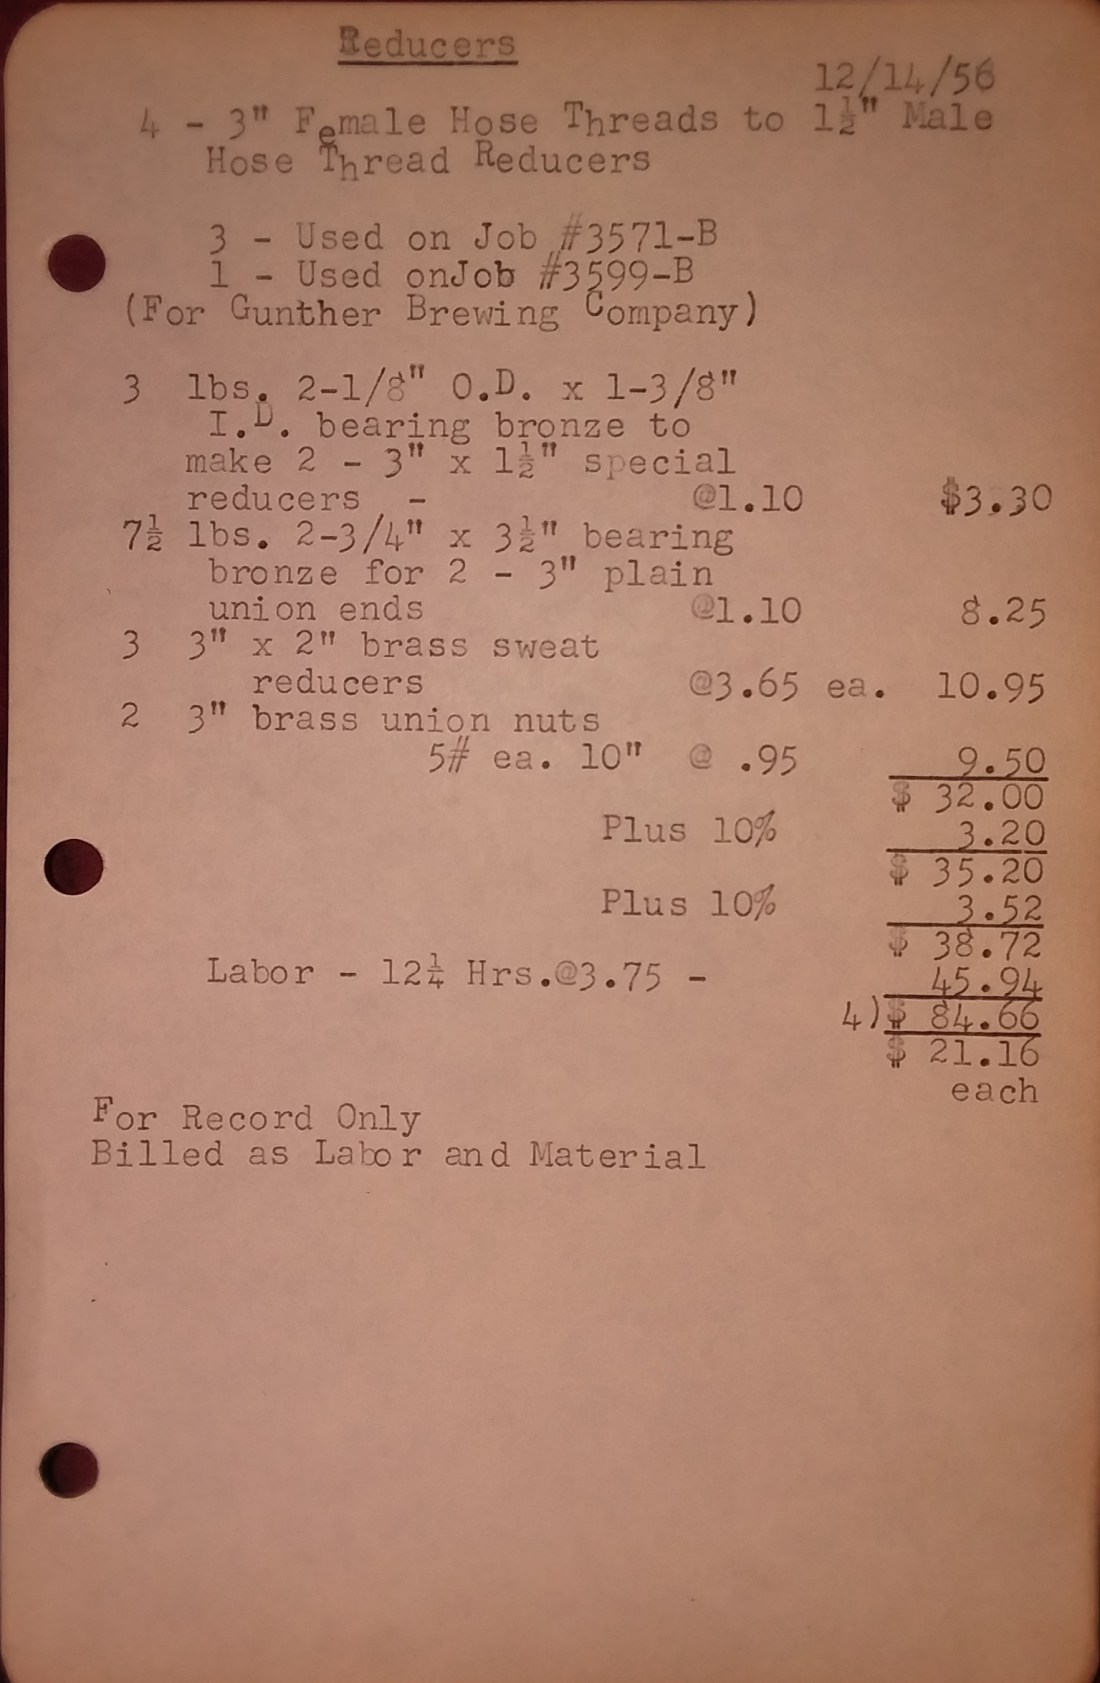 Reducers
12/14/56
4 - 3" Female Hose Threads to 1½" Male
Hose Thread Reducers
3 - Used on Job #3571-B
1 - Used onJob #3599-B
(For Gunther Brewing Company)
3 lbs. 2-1/8" O.D. x 1-3/8"
I.D. bearing bronze to
make 2 - 3" x 1½" special
reducers - @1.10 $3.30
7½ lbs. 2-3/4" x 3½" bearing
bronze for 2 - 3" plain
union ends @1.10 8.25
3 3" x 2" brass sweat
reducers @3.65 ea. 10.95
2 3" brass union nuts
5# ea. 10" @ .95 9.50
$ 32.00
Plus 10% 3.20
$ 35.20
Plus 10% 3.52
$ 38.72
Labor - 12¼ Hrs.@3.75 - 45.94
4)$ 84.66
$ 21.16
each
For Record Only
Billed as Labor and Material